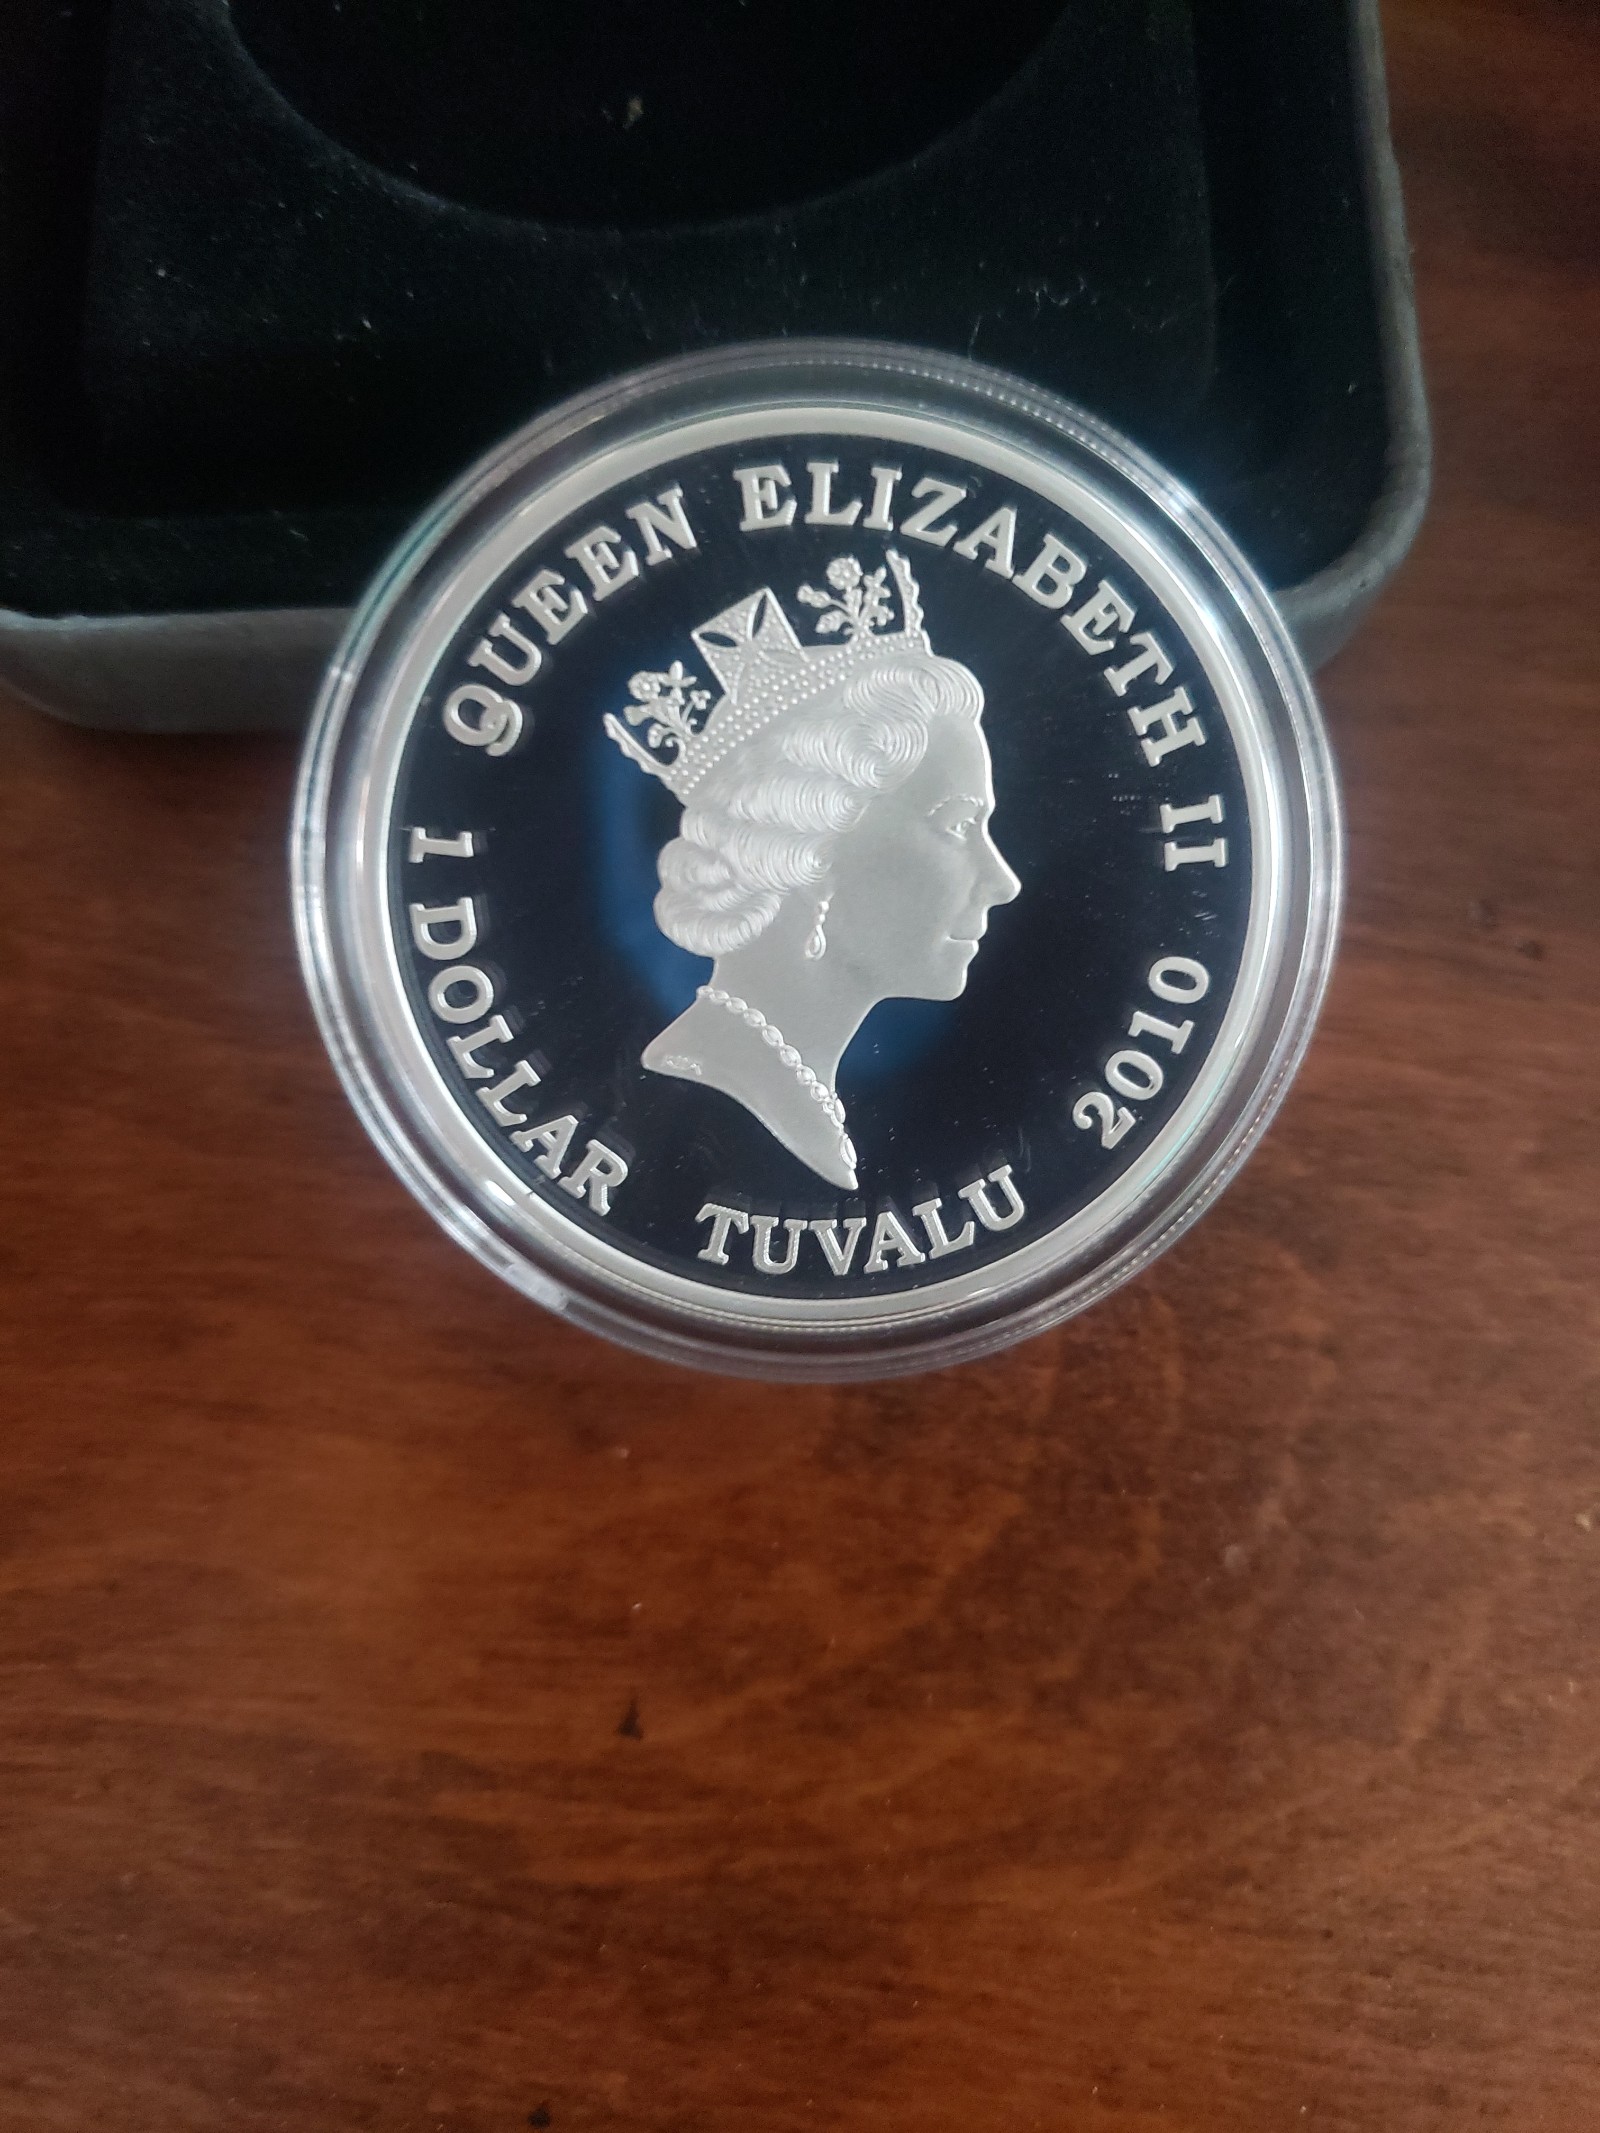 QUEEN ELIZABETH II
2010
1 DOLLAR
TUVALU